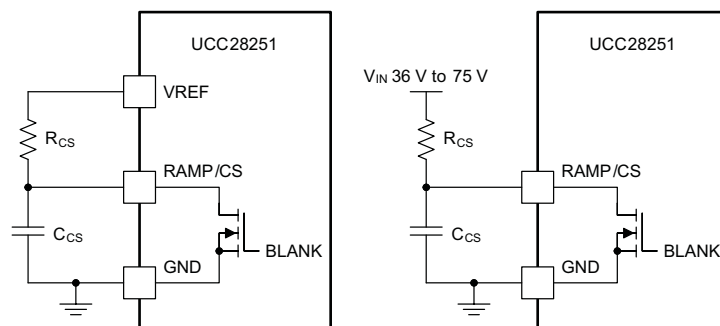 UCC28251
VREF
RCS
RAMP/CS
CCS
BLANK
GND
UCC28251
VIN 36 V to 75 V
RCS
RAMP/CS
CCS
BLANK
GND